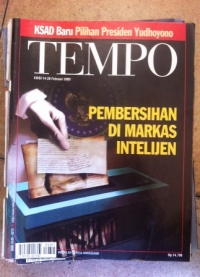 KSAD Baru Pilihan Presiden Yudhoyono
TEMPO
PEMBERSIHAN
DI MARKAS
INTELIJEN